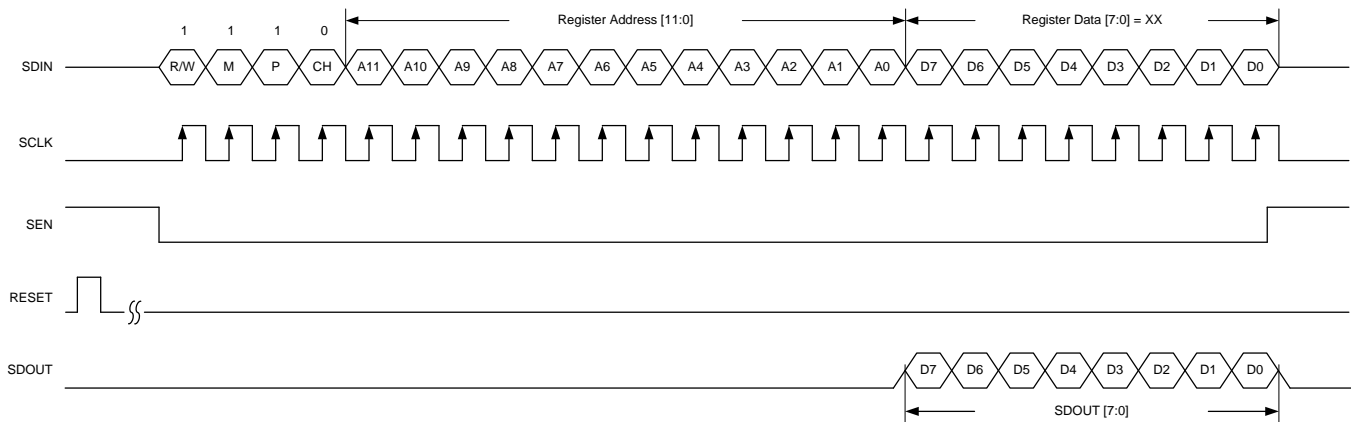 Register Address [11:0] Register Data [7:0] = XX
1 1 1 0
SDIN R/W M P CH A11 A10 A9 A8 A7 A6 A5 A4 A3 A2 A1 A0 D7 D6 D5 D4 D3 D2 D1 D0
SCLK
SEN
RESET
SDOUT D7 D6 D5 D4 D3 D2 D1 D0
SDOUT [7:0]